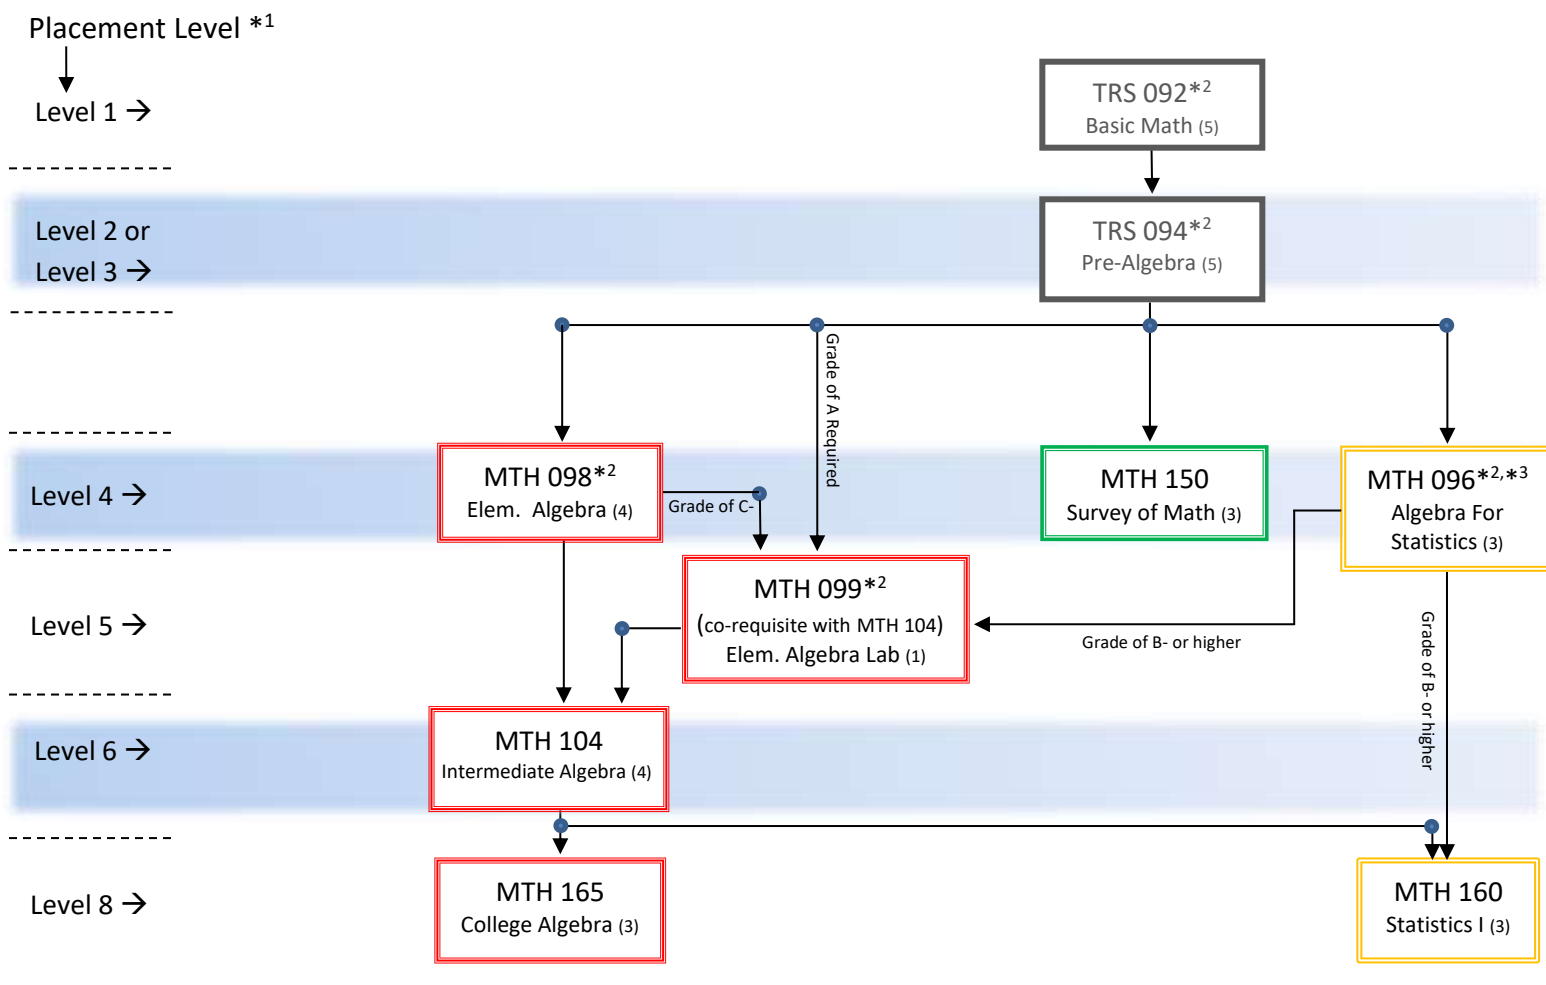 Placement Level *1
Level 1 →
TRS 092*2
Basic Math (5)
Level 2 or
Level 3 →
TRS 094*2
Pre-Algebra (5)
Grade of A Required
Level 4 →
MTH 098*2
Elem. Algebra (4)
Grade of C-
MTH 150
Survey of Math (3)
MTH 096*2,*3
Algebra For
Statistics (3)
Level 5 →
MTH 099*2
(co-requisite with MTH 104)
Elem. Algebra Lab (1)
Grade of B- or higher
Grade of B- or higher
Level 6 →
MTH 104
Intermediate Algebra (4)
Level 8 →
MTH 165
College Algebra (3)
MTH 160
Statistics I (3)